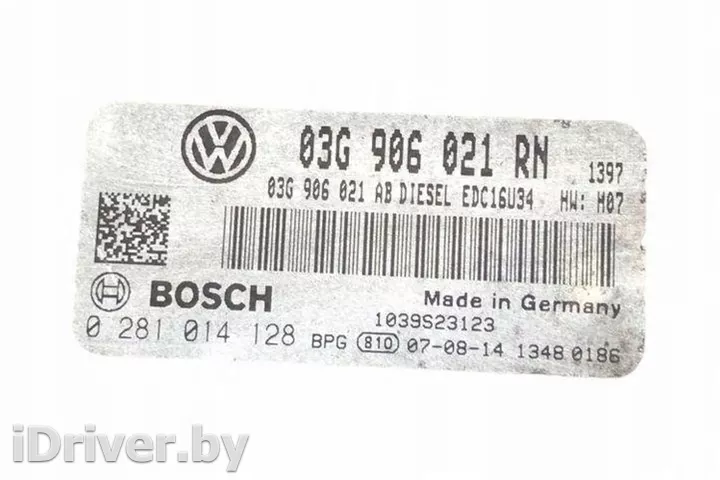 03G 906 021 RN 1397
03G 906 021 AB DIESEL EDC16U34 HW: H07
BOSCH Made in Germany
1039S23123
0 281 014 128 BPG 810 07-08-14 1348 0186
iDriver.by